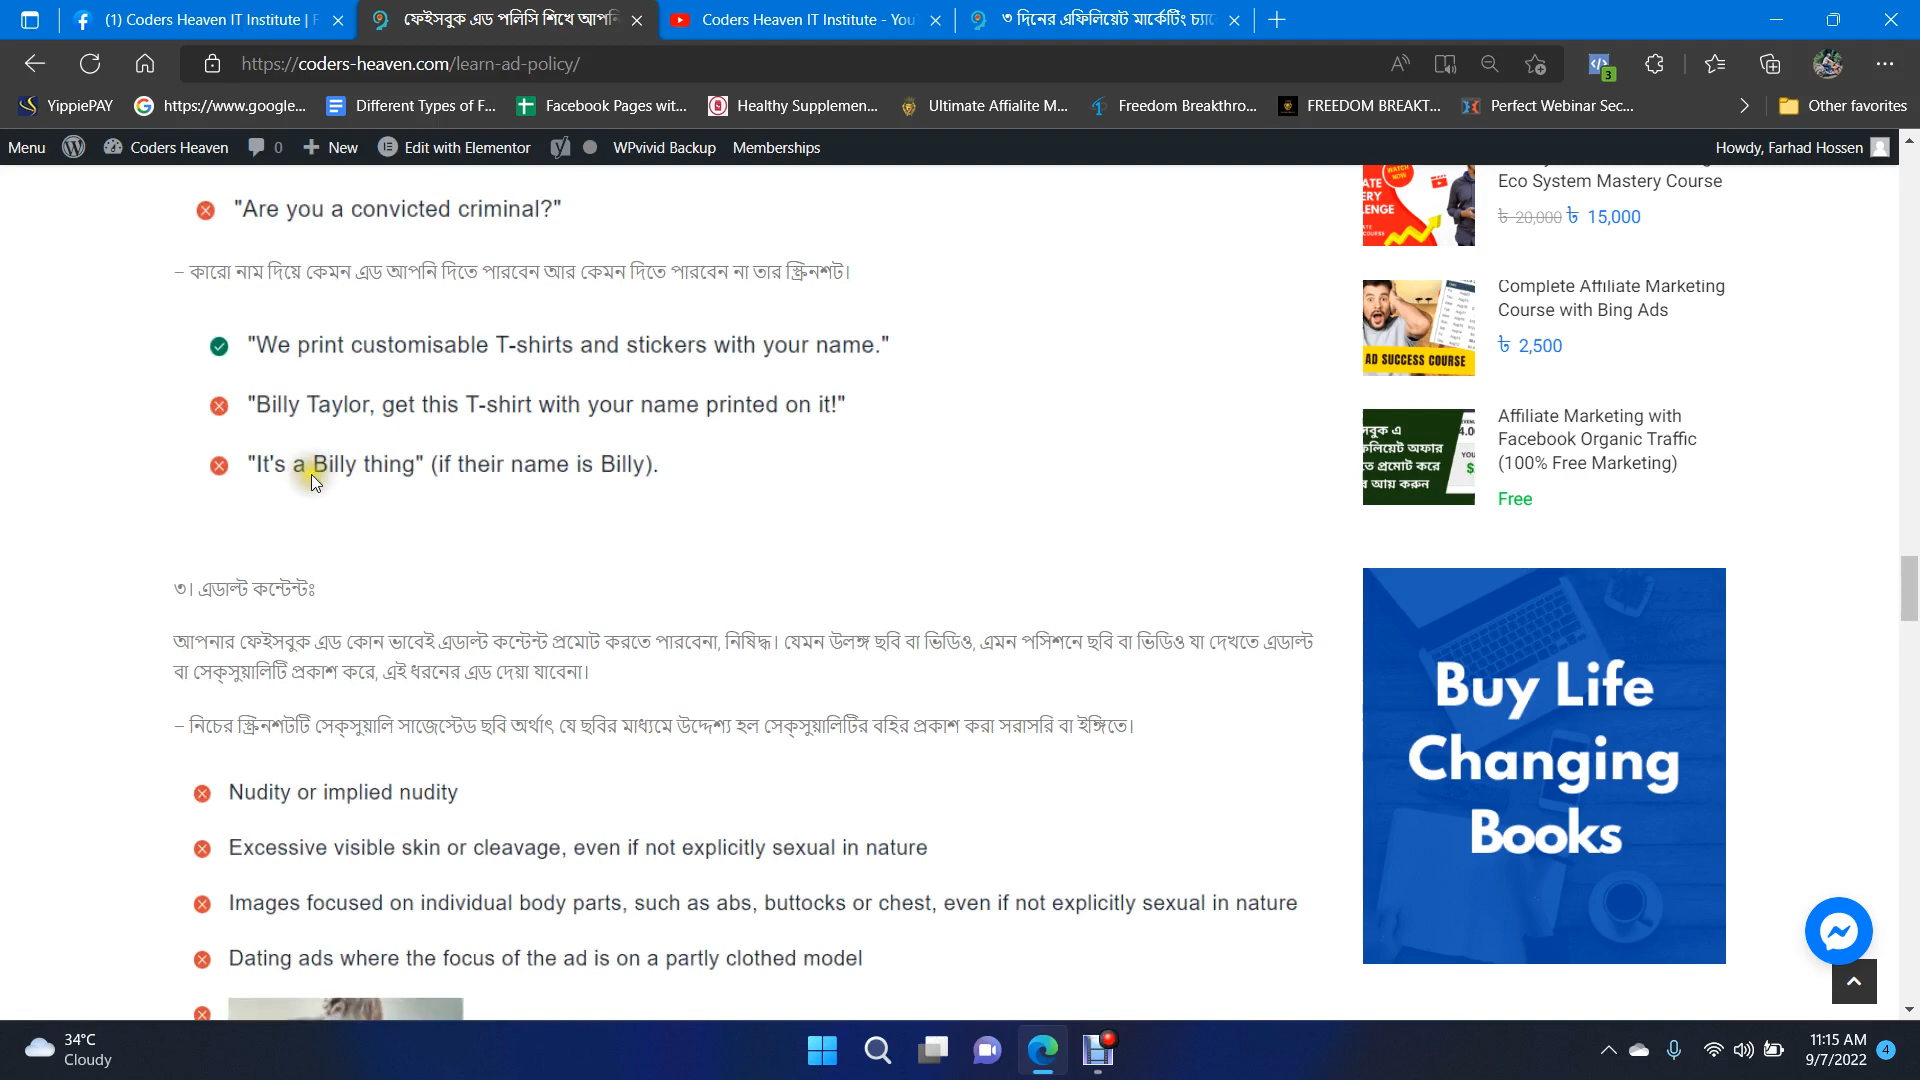 (1) Coders Heaven IT Institute | F
ফেইসবুক এড পলিসি শিখে আপনি
Coders Heaven IT Institute - You
৩ দিনের এফিলিয়েট মার্কেটিং চ্যালে
https://coders-heaven.com/learn-ad-policy/
3
YippiePAY
https://www.google...
Different Types of F...
Facebook Pages wit...
Healthy Supplemen...
Ultimate Affialite M...
Freedom Breakthro...
FREEDOM BREAKT...
Perfect Webinar Sec...
Other favorites
Menu
Coders Heaven
0
New
Edit with Elementor
WPvivid Backup
Memberships
Howdy, Farhad Hossen
"Are you a convicted criminal?"
– কারো নাম দিয়ে কেমন এড আপনি দিতে পারবেন আর কেমন দিতে পারবেন না তার স্ক্রিনশট।
"We print customisable T-shirts and stickers with your name."
"Billy Taylor, get this T-shirt with your name printed on it!"
"It's a Billy thing" (if their name is Billy).
৩। এডাল্ট কন্টেন্টঃ
আপনার ফেইসবুক এড কোন ভাবেই এডাল্ট কন্টেন্ট প্রমোট করতে পারবেনা, নিষিদ্ধ। যেমন উলঙ্গ ছবি বা ভিডিও, এমন পসিশনে ছবি বা ভিডিও যা দেখতে এডাল্ট
বা সেক্সুয়ালিটি প্রকাশ করে, এই ধরনের এড দেয়া যাবেনা।
– নিচের স্ক্রিনশটটি সেক্সুয়ালি সাজেস্টেড ছবি অর্থাৎ যে ছবির মাধ্যমে উদ্দেশ্য হল সেক্সুয়ালিটির বহির প্রকাশ করা সরাসরি বা ইঙ্গিতে।
Nudity or implied nudity
Excessive visible skin or cleavage, even if not explicitly sexual in nature
Images focused on individual body parts, such as abs, buttocks or chest, even if not explicitly sexual in nature
Dating ads where the focus of the ad is on a partly clothed model
WATCH
NOW
Eco System Mastery Course
৳ 20,000 ৳ 15,000
Complete Affiliate Marketing
Course with Bing Ads
AD SUCCESS COURSE
৳ 2,500
Affiliate Marketing with
Facebook Organic Traffic
(100% Free Marketing)
Free
Buy Life
Changing
Books
34°C
Cloudy
11:15 AM
9/7/2022
4